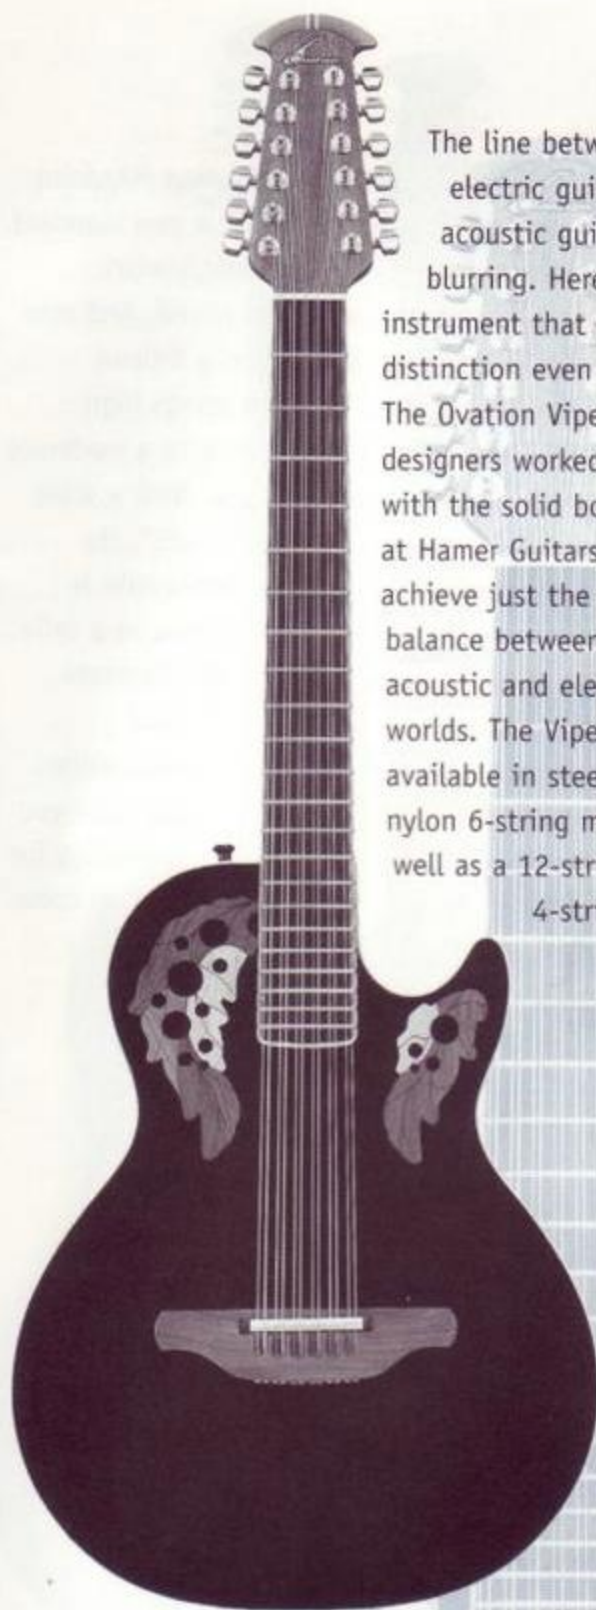 The line betw
electric gui
acoustic gui
blurring. Here
instrument that
distinction even
The Ovation Vipe
designers worked
with the solid bo
at Hamer Guitars
achieve just the
balance between
acoustic and ele
worlds. The Vipe
available in stee
nylon 6-string m
well as a 12-str
4-stri